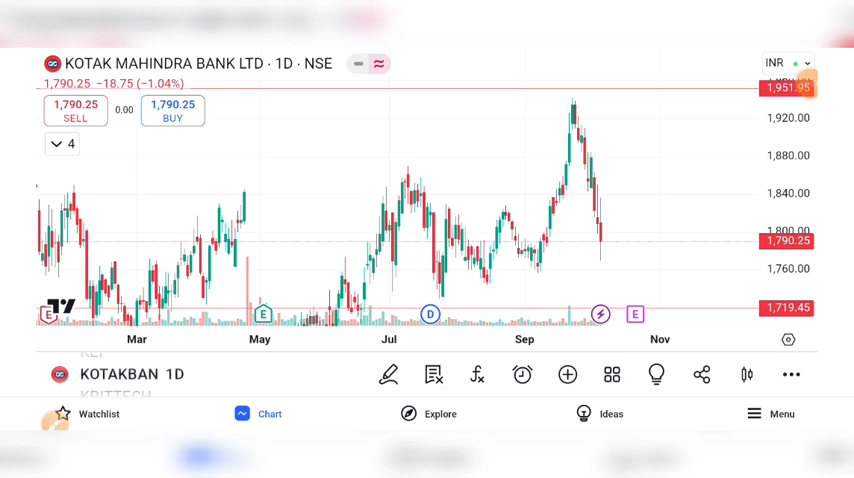 KOTAK MAHINDRA BANK LTD · 1D · NSE
INR
1,790.25 −18.75 (−1.04%)
1,951.95
1,790.25
SELL
0.00
1,790.25
BUY
4
1,920.00
1,880.00
1,840.00
1,800.00
1,790.25
1,760.00
1,719.45
E
TV
E
D
E
Mar
May
Jul
Sep
Nov
KOTAKBAN 1D
KRITTECH
Watchlist
Chart
Explore
Ideas
Menu